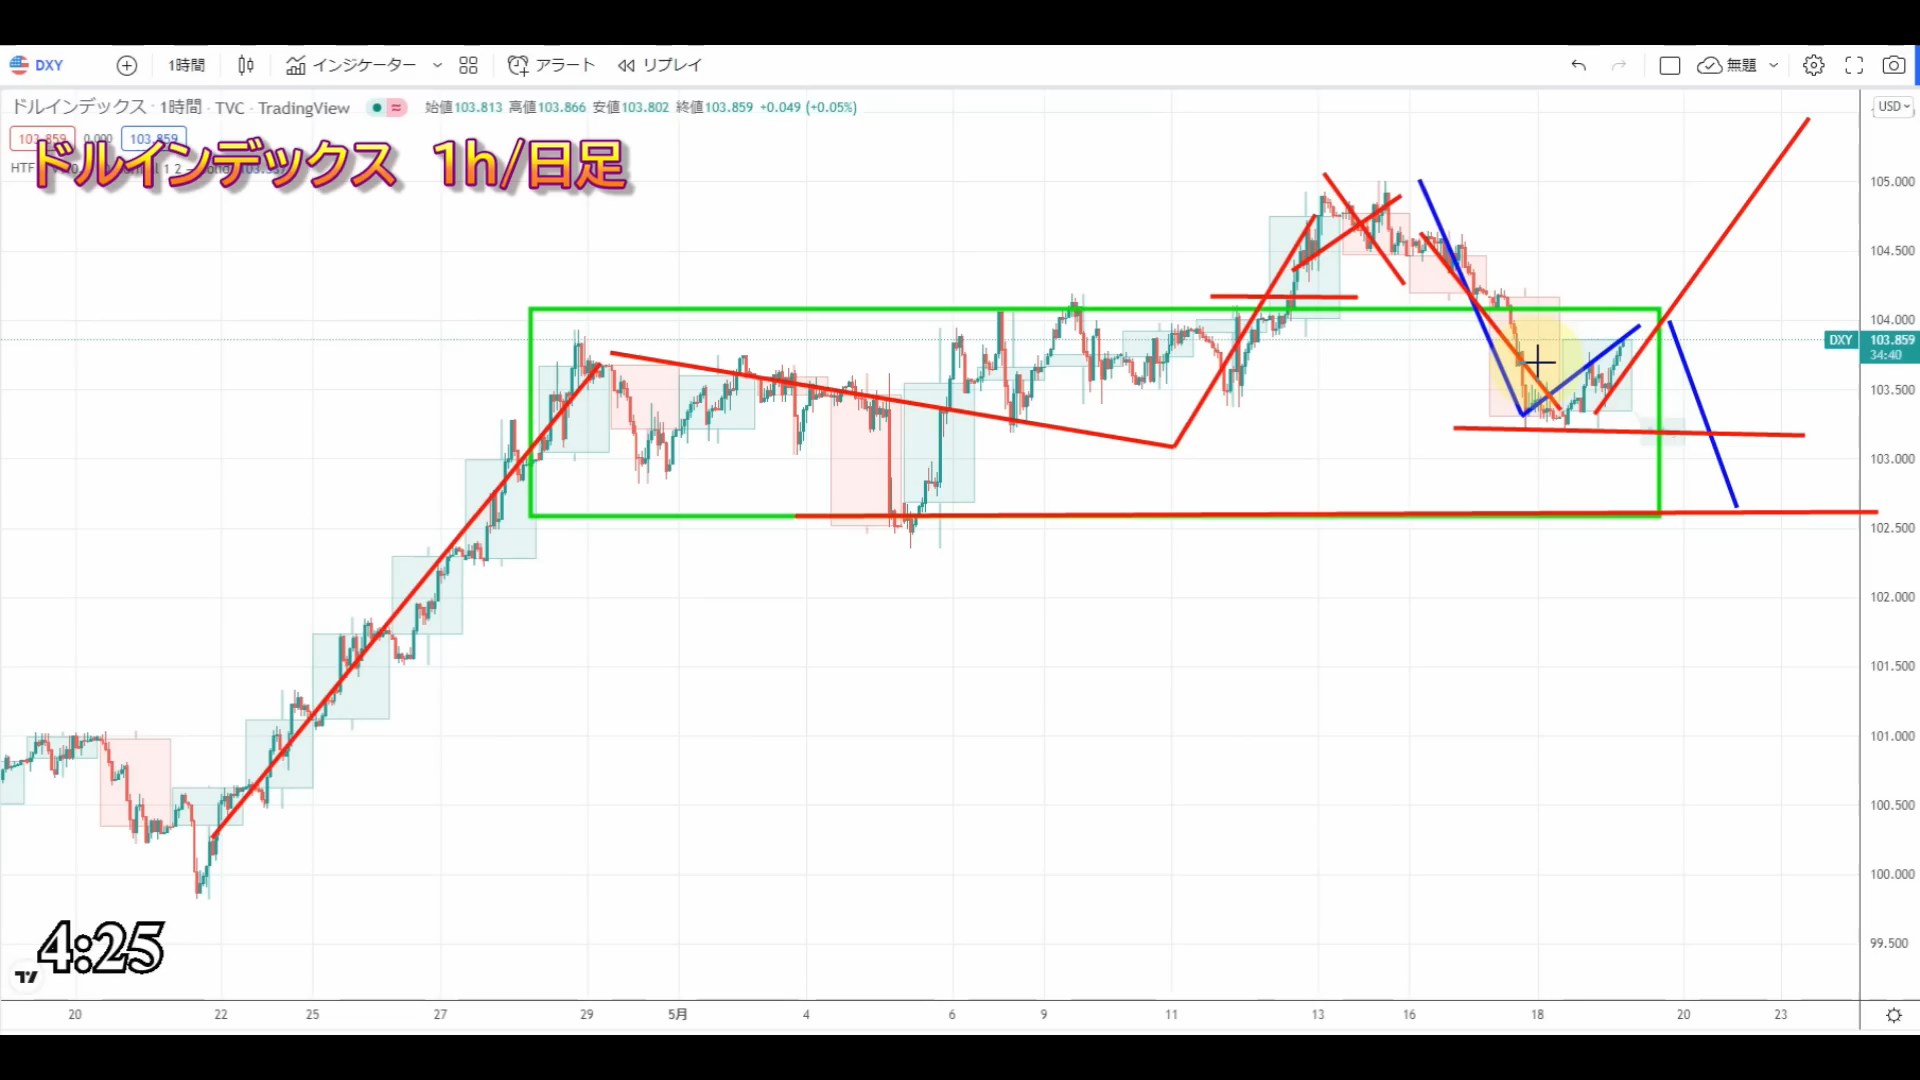 DXY 1時間 インジケーター アラート リプレイ 無題
ドルインデックス · 1時間 · TVC · TradingView 始値103.813 高値103.866 安値103.802 終値103.859 +0.049 (+0.05%) USD
103.859 0.000 103.859
ドルインデックス 1h/日足
HTF
105.000
104.500
104.000
DXY 103.859
34:40
103.500
103.000
102.500
102.000
101.500
101.000
100.500
100.000
99.500
4:25
20 22 25 27 29 5月 4 6 9 11 13 16 18 20 23